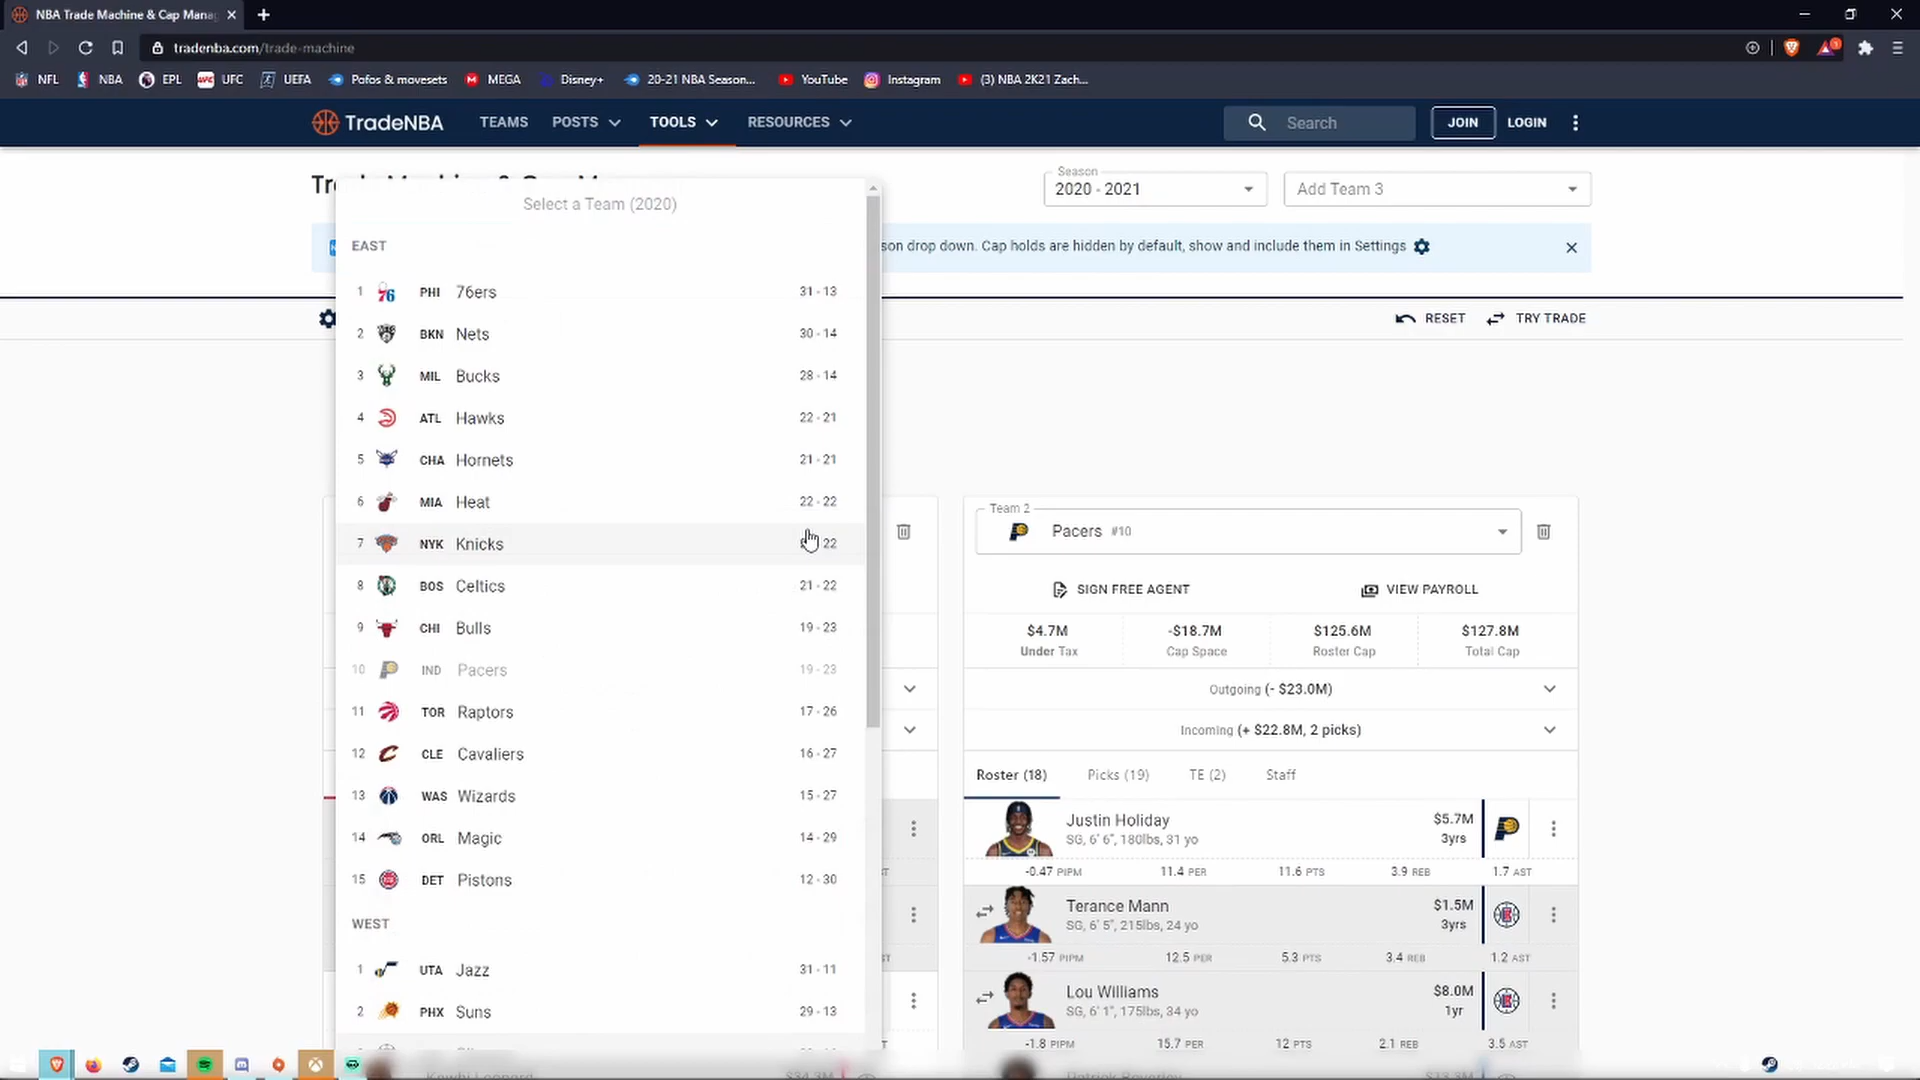 NBA Trade Machine & Cap Mana
tradenba.com/trade-machine
NFL NBA EPL UFC UEFA Pofos & movesets MEGA Disney+ 20-21 NBA Season... YouTube Instagram (3) NBA 2K21 Zach...
TradeNBA TEAMS POSTS TOOLS RESOURCES Search JOIN LOGIN
Season
2020 - 2021 Add Team 3
son drop down. Cap holds are hidden by default, show and include them in Settings
RESET TRY TRADE
Select a Team (2020)
EAST
1 PHI 76ers 31 - 13
2 BKN Nets 30 - 14
3 MIL Bucks 28 - 14
4 ATL Hawks 22 - 21
5 CHA Hornets 21 - 21
6 MIA Heat 22 - 22
7 NYK Knicks 22
8 BOS Celtics 21 - 22
9 CHI Bulls 19 - 23
10 IND Pacers 19 - 23
11 TOR Raptors 17 - 26
12 CLE Cavaliers 16 - 27
13 WAS Wizards 15 - 27
14 ORL Magic 14 - 29
15 DET Pistons 12 - 30
WEST
1 UTA Jazz 31 - 11
2 PHX Suns 29 - 13
Team 2
Pacers #10
SIGN FREE AGENT VIEW PAYROLL
$4.7M -$18.7M $125.6M $127.8M
Under Tax Cap Space Roster Cap Total Cap
Outgoing (- $23.0M)
Incoming (+ $22.8M, 2 picks)
Roster (18) Picks (19) TE (2) Staff
Justin Holiday $5.7M
SG, 6' 6", 180lbs, 31 yo 3yrs
-0.47 PIPM 11.4 PER 11.6 PTS 3.9 REB 1.7 AST
Terance Mann $1.5M
SG, 6' 5", 215lbs, 24 yo 3yrs
-1.57 PIPM 12.5 PER 5.3 PTS 3.4 REB 1.2 AST
Lou Williams $8.0M
SG, 6' 1", 175lbs, 34 yo 1yr
-1.8 PIPM 15.7 PER 12 PTS 2.1 REB 3.5 AST